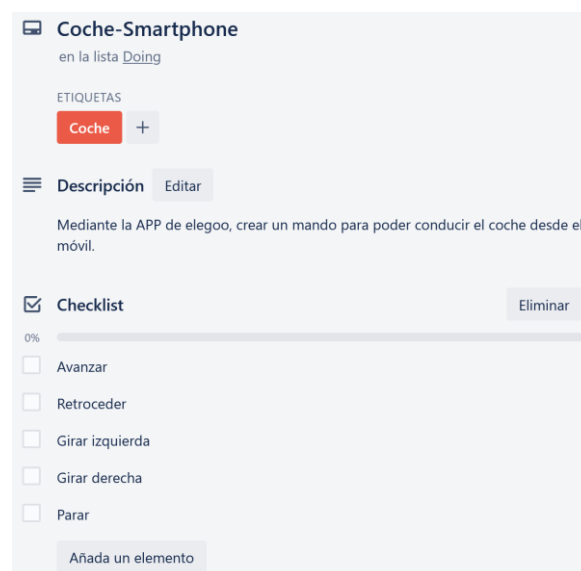 Coche-Smartphone
en la lista Doing
ETIQUETAS
Coche +
Descripción Editar
Mediante la APP de elegoo, crear un mando para poder conducir el coche desde el
móvil.
Checklist Eliminar
0%
Avanzar
Retroceder
Girar izquierda
Girar derecha
Parar
Añada un elemento